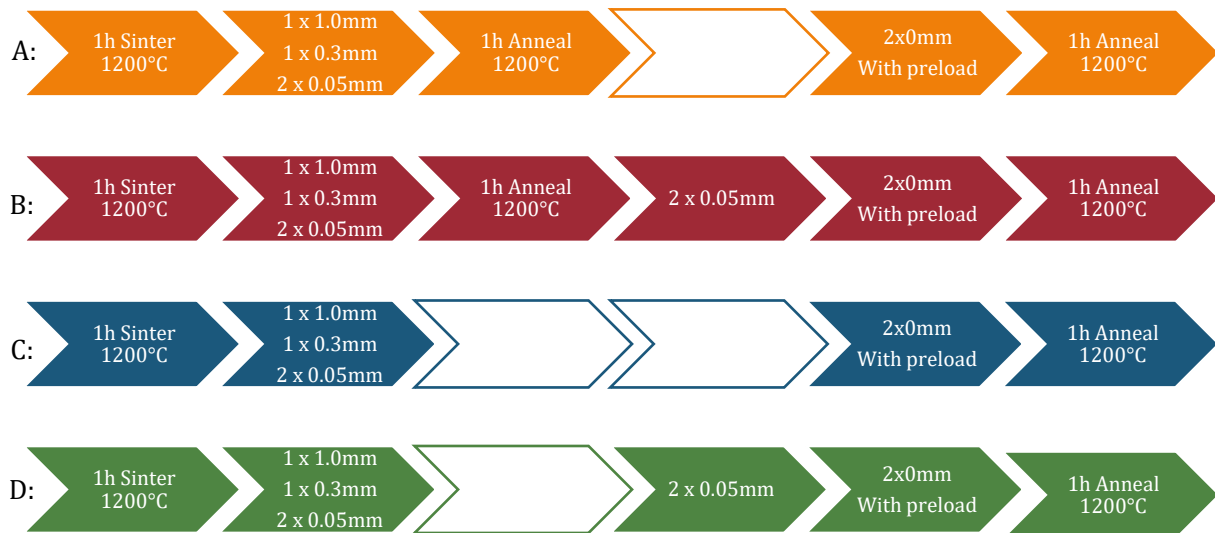 A:
1h Sinter
1200°C
1 x 1.0mm
1 x 0.3mm
2 x 0.05mm
1h Anneal
1200°C
2x0mm
With preload
1h Anneal
1200°C
B:
1h Sinter
1200°C
1 x 1.0mm
1 x 0.3mm
2 x 0.05mm
1h Anneal
1200°C
2 x 0.05mm
2x0mm
With preload
1h Anneal
1200°C
C:
1h Sinter
1200°C
1 x 1.0mm
1 x 0.3mm
2 x 0.05mm
2x0mm
With preload
1h Anneal
1200°C
D:
1h Sinter
1200°C
1 x 1.0mm
1 x 0.3mm
2 x 0.05mm
2 x 0.05mm
2x0mm
With preload
1h Anneal
1200°C